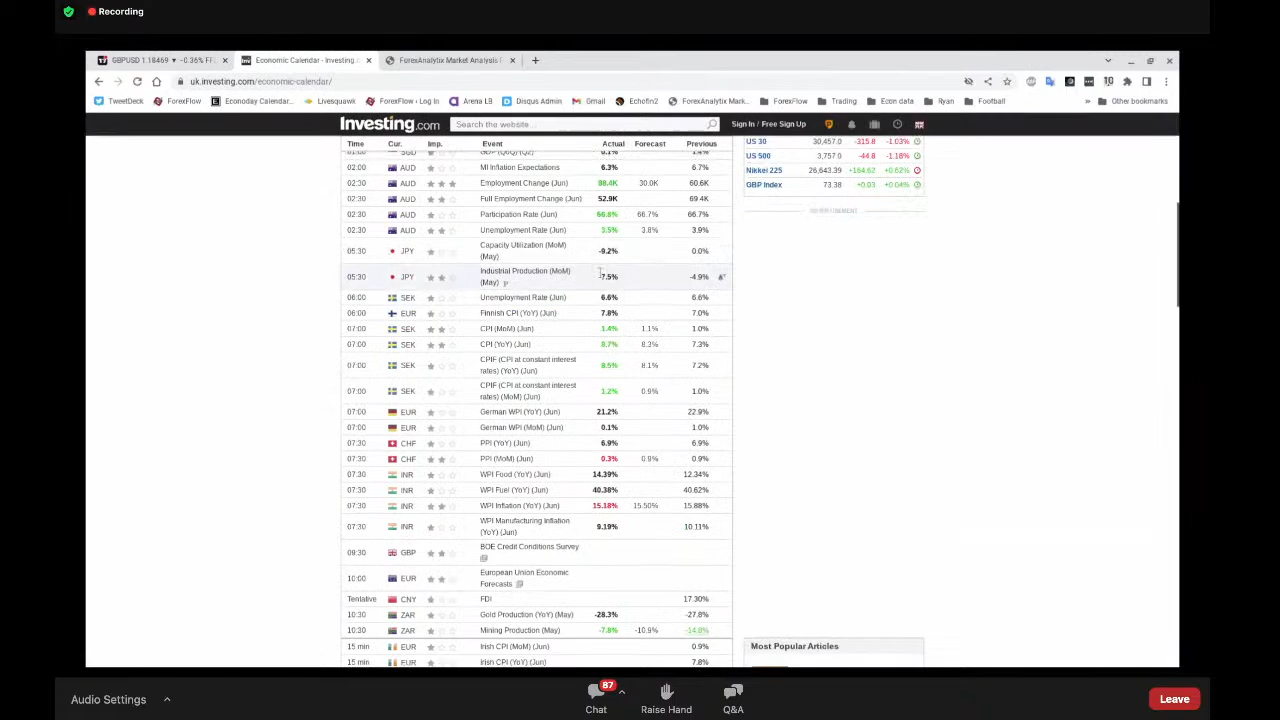 Recording
GBPUSD 1.18469 ▼ -0.36% FF
Economic Calendar - Investing.c
ForexAnalytix Market Analysis
uk.investing.com/economic-calendar/
TweetDeck ForexFlow Econoday Calendar... Livesquawk ForexFlow › Log In Arena LB Disqus Admin Gmail Echofin2 ForexAnalytix Mark... ForexFlow Trading Econ data Ryan Football » Other bookmarks
Investing.com Search the website... Sign In / Free Sign Up
Time Cur. Imp. Event Actual Forecast Previous
02:00 AUD MI Inflation Expectations 6.3% 6.7%
02:30 AUD Employment Change (Jun) 88.4K 30.0K 60.6K
02:30 AUD Full Employment Change (Jun) 52.9K 69.4K
02:30 AUD Participation Rate (Jun) 66.8% 66.7% 66.7%
02:30 AUD Unemployment Rate (Jun) 3.5% 3.8% 3.9%
05:30 JPY Capacity Utilization (MoM) -9.2% 0.0%
(May)
05:30 JPY Industrial Production (MoM) -7.5% -4.9%
(May) P
06:00 SEK Unemployment Rate (Jun) 6.6% 6.6%
06:00 EUR Finnish CPI (YoY) (Jun) 7.8% 7.0%
07:00 SEK CPI (MoM) (Jun) 1.4% 1.1% 1.0%
07:00 SEK CPI (YoY) (Jun) 8.7% 8.3% 7.3%
07:00 SEK CPIF (CPI at constant interest 8.5% 8.1% 7.2%
rates) (YoY) (Jun)
07:00 SEK CPIF (CPI at constant interest 1.2% 0.9% 1.0%
rates) (MoM) (Jun)
07:00 EUR German WPI (YoY) (Jun) 21.2% 22.9%
07:00 EUR German WPI (MoM) (Jun) 0.1% 1.0%
07:30 CHF PPI (YoY) (Jun) 6.9% 6.9%
07:30 CHF PPI (MoM) (Jun) 0.3% 0.9% 0.9%
07:30 INR WPI Food (YoY) (Jun) 14.39% 12.34%
07:30 INR WPI Fuel (YoY) (Jun) 40.38% 40.62%
07:30 INR WPI Inflation (YoY) (Jun) 15.18% 15.50% 15.88%
07:30 INR WPI Manufacturing Inflation 9.19% 10.11%
(YoY) (Jun)
09:30 GBP BOE Credit Conditions Survey
10:00 EUR European Union Economic
Forecasts
Tentative CNY FDI 17.30%
10:30 ZAR Gold Production (YoY) (May) -28.3% -27.8%
10:30 ZAR Mining Production (May) -7.8% -10.9% -14.8%
15 min EUR Irish CPI (MoM) (Jun) 0.9%
15 min EUR Irish CPI (YoY) (Jun) 7.8%
US 30 30,457.0 -315.8 -1.03%
US 500 3,757.0 -44.8 -1.18%
Nikkei 225 26,643.39 +164.62 +0.62%
GBP Index 73.38 +0.03 +0.04%
Most Popular Articles
Audio Settings
87
Chat
Raise Hand
Q&A
Leave